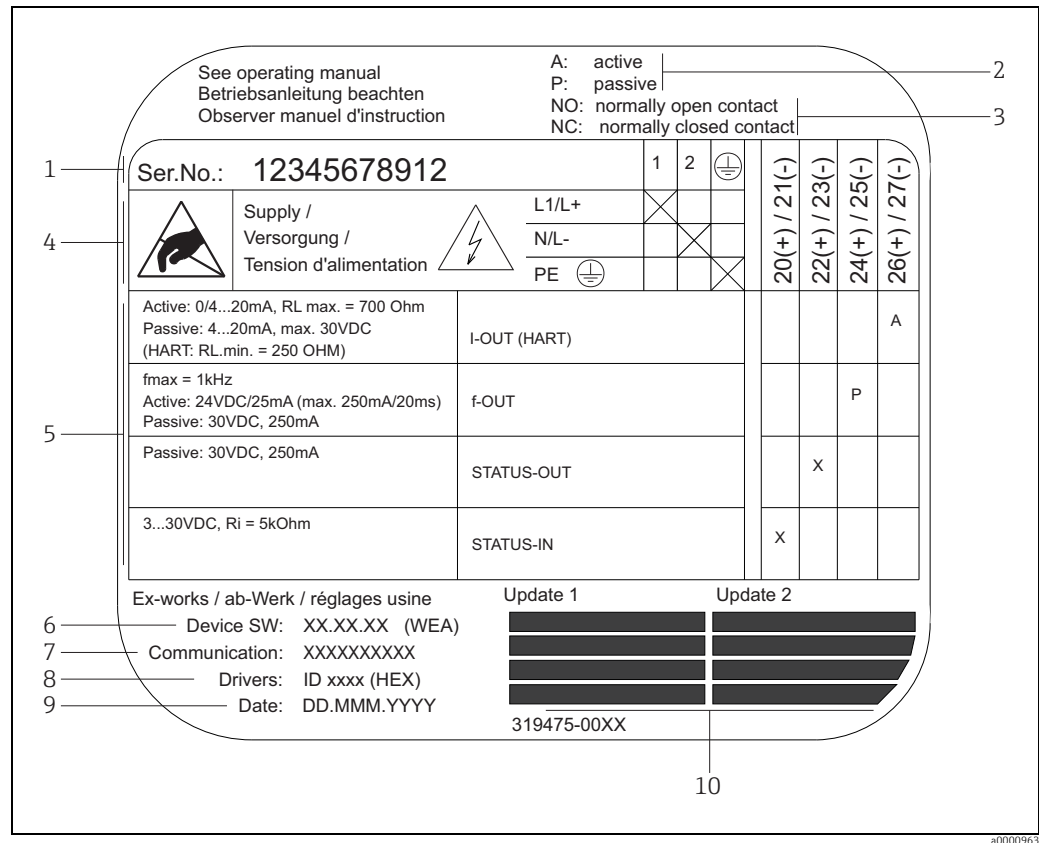 See operating manual
Betriebsanleitung beachten
Observer manuel d'instruction
A: active
P: passive
NO: normally open contact
NC: normally closed contact
2
3
1
Ser.No.: 12345678912
1 2
20(+) / 21(-)
22(+) / 23(-)
24(+) / 25(-)
26(+) / 27(-)
4
Supply /
Versorgung /
Tension d'alimentation
L1/L+
N/L-
PE
5
Active: 0/4...20mA, RL max. = 700 Ohm
Passive: 4...20mA, max. 30VDC
(HART: RL.min. = 250 OHM)
I-OUT (HART)
A
fmax = 1kHz
Active: 24VDC/25mA (max. 250mA/20ms)
Passive: 30VDC, 250mA
f-OUT
P
Passive: 30VDC, 250mA
STATUS-OUT
X
3...30VDC, Ri = 5kOhm
STATUS-IN
X
Ex-works / ab-Werk / réglages usine
Update 1
Update 2
6
Device SW: XX.XX.XX (WEA)
7
Communication: XXXXXXXXXX
8
Drivers: ID xxxx (HEX)
9
Date: DD.MMM.YYYY
319475-00XX
10
a0000963